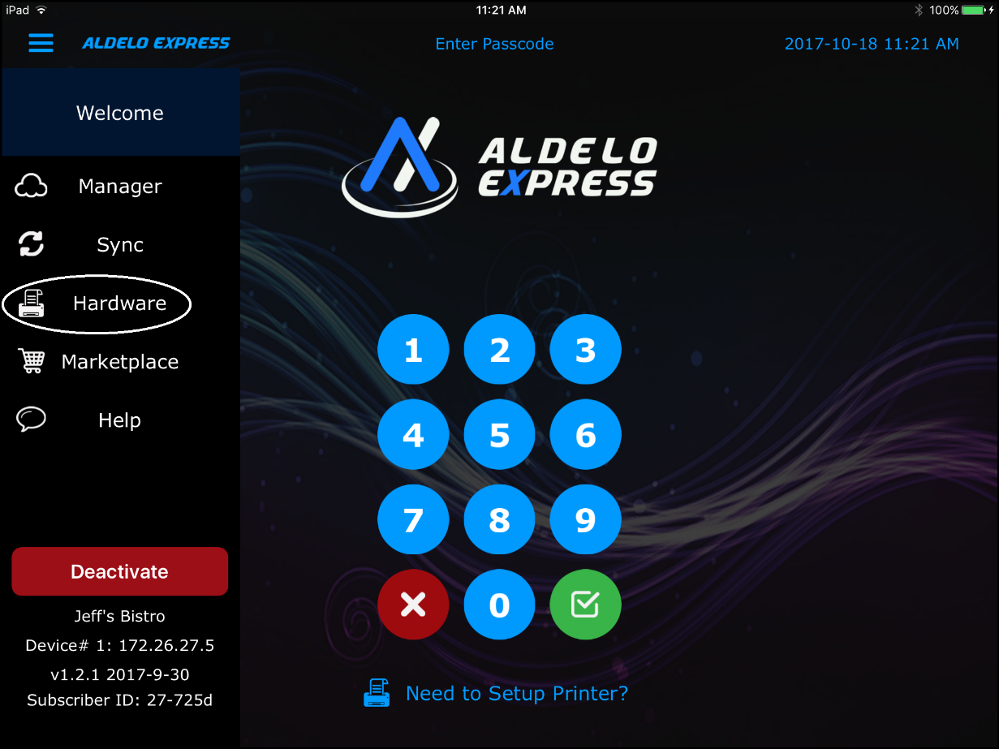 iPad 11:21 AM 100%
ALDELO EXPRESS Enter Passcode 2017-10-18 11:21 AM
Welcome
Manager
Sync
Hardware
Marketplace
Help
Deactivate
Jeff's Bistro
Device# 1: 172.26.27.5
v1.2.1 2017-9-30
Subscriber ID: 27-725d
ALDELO
EXPRESS
1 2 3
4 5 6
7 8 9
0
Need to Setup Printer?